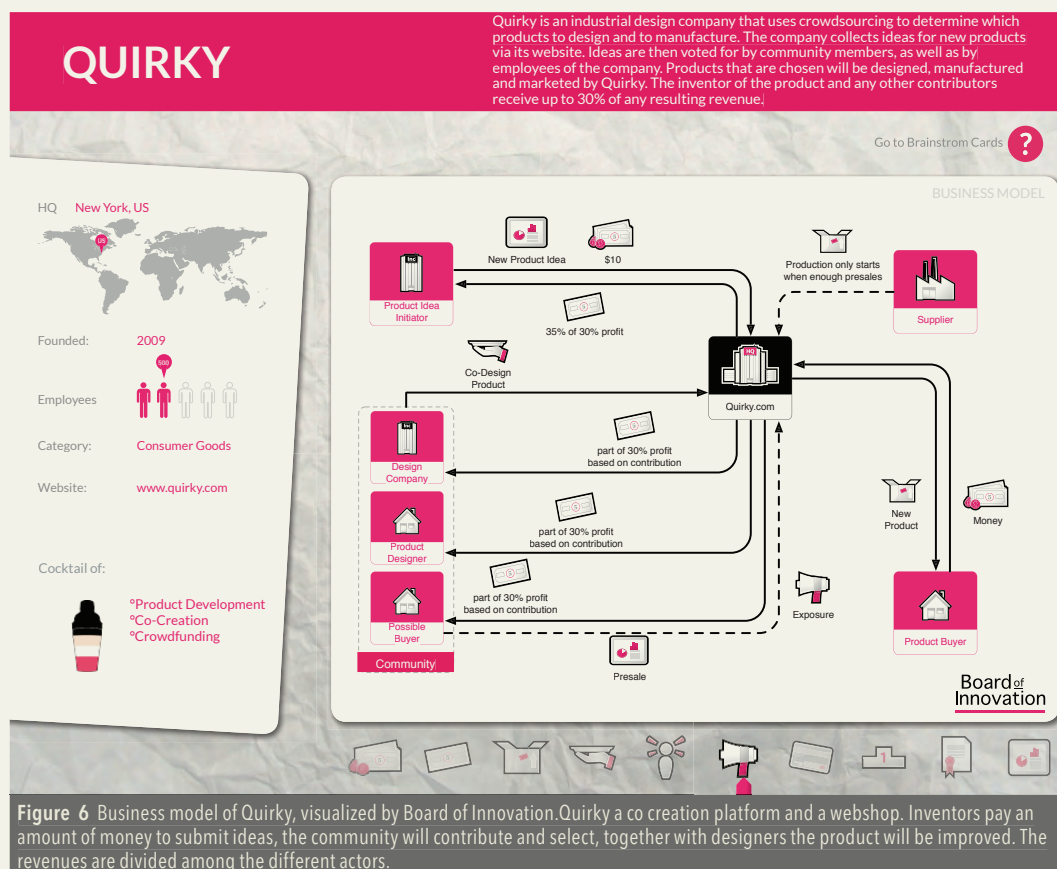 QUIRKY
Quirky is an industrial design company that uses crowdsourcing to determine which
products to design and to manufacture. The company collects ideas for new products
via its website. Ideas are then voted for by community members, as well as by
employees of the company. Products that are chosen will be designed, manufactured
and marketed by Quirky. The inventor of the product and any other contributors
receive up to 30% of any resulting revenue.
Go to Brainstrom Cards ?
HQ New York, US
US
Founded: 2009
500
Employees
Category: Consumer Goods
Website: www.quirky.com
Cocktail of:
°Product Development
°Co-Creation
°Crowdfunding
BUSINESS MODEL
New Product Idea
$10
Inc
Product Idea
Initiator
35% of 30% profit
Production only starts
when enough presales
Supplier
Co-Design
Product
HQ
Quirky.com
Inc
Design
Company
part of 30% profit
based on contribution
Product
Designer
part of 30% profit
based on contribution
Possible
Buyer
part of 30% profit
based on contribution
Community
Presale
Exposure
New
Product
Money
Product Buyer
Board of
Innovation
1
Figure 6 Business model of Quirky, visualized by Board of Innovation.Quirky a co creation platform and a webshop. Inventors pay an
amount of money to submit ideas, the community will contribute and select, together with designers the product will be improved. The
revenues are divided among the different actors.